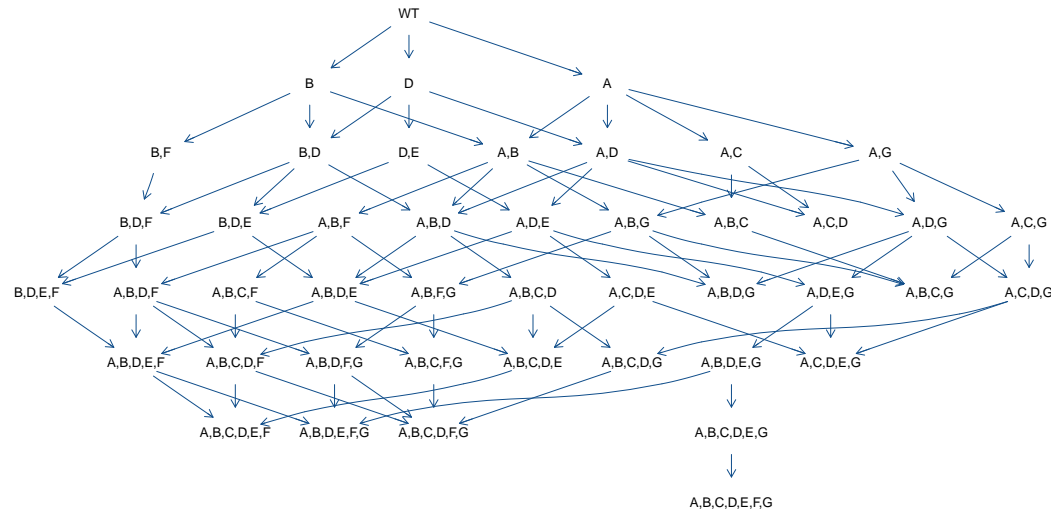 WT
B D A
B,F B,D D,E A,B A,D A,C A,G
B,D,F B,D,E A,B,F A,B,D A,D,E A,B,G A,B,C A,C,D A,D,G A,C,G
B,D,E,F A,B,D,F A,B,C,F A,B,D,E A,B,F,G A,B,C,D A,C,D,E A,B,D,G A,D,E,G A,B,C,G A,C,D,G
A,B,D,E,F A,B,C,D,F A,B,D,F,G A,B,C,F,G A,B,C,D,E A,B,C,D,G A,B,D,E,G A,C,D,E,G
A,B,C,D,E,F A,B,D,E,F,G A,B,C,D,F,G A,B,C,D,E,G
A,B,C,D,E,F,G